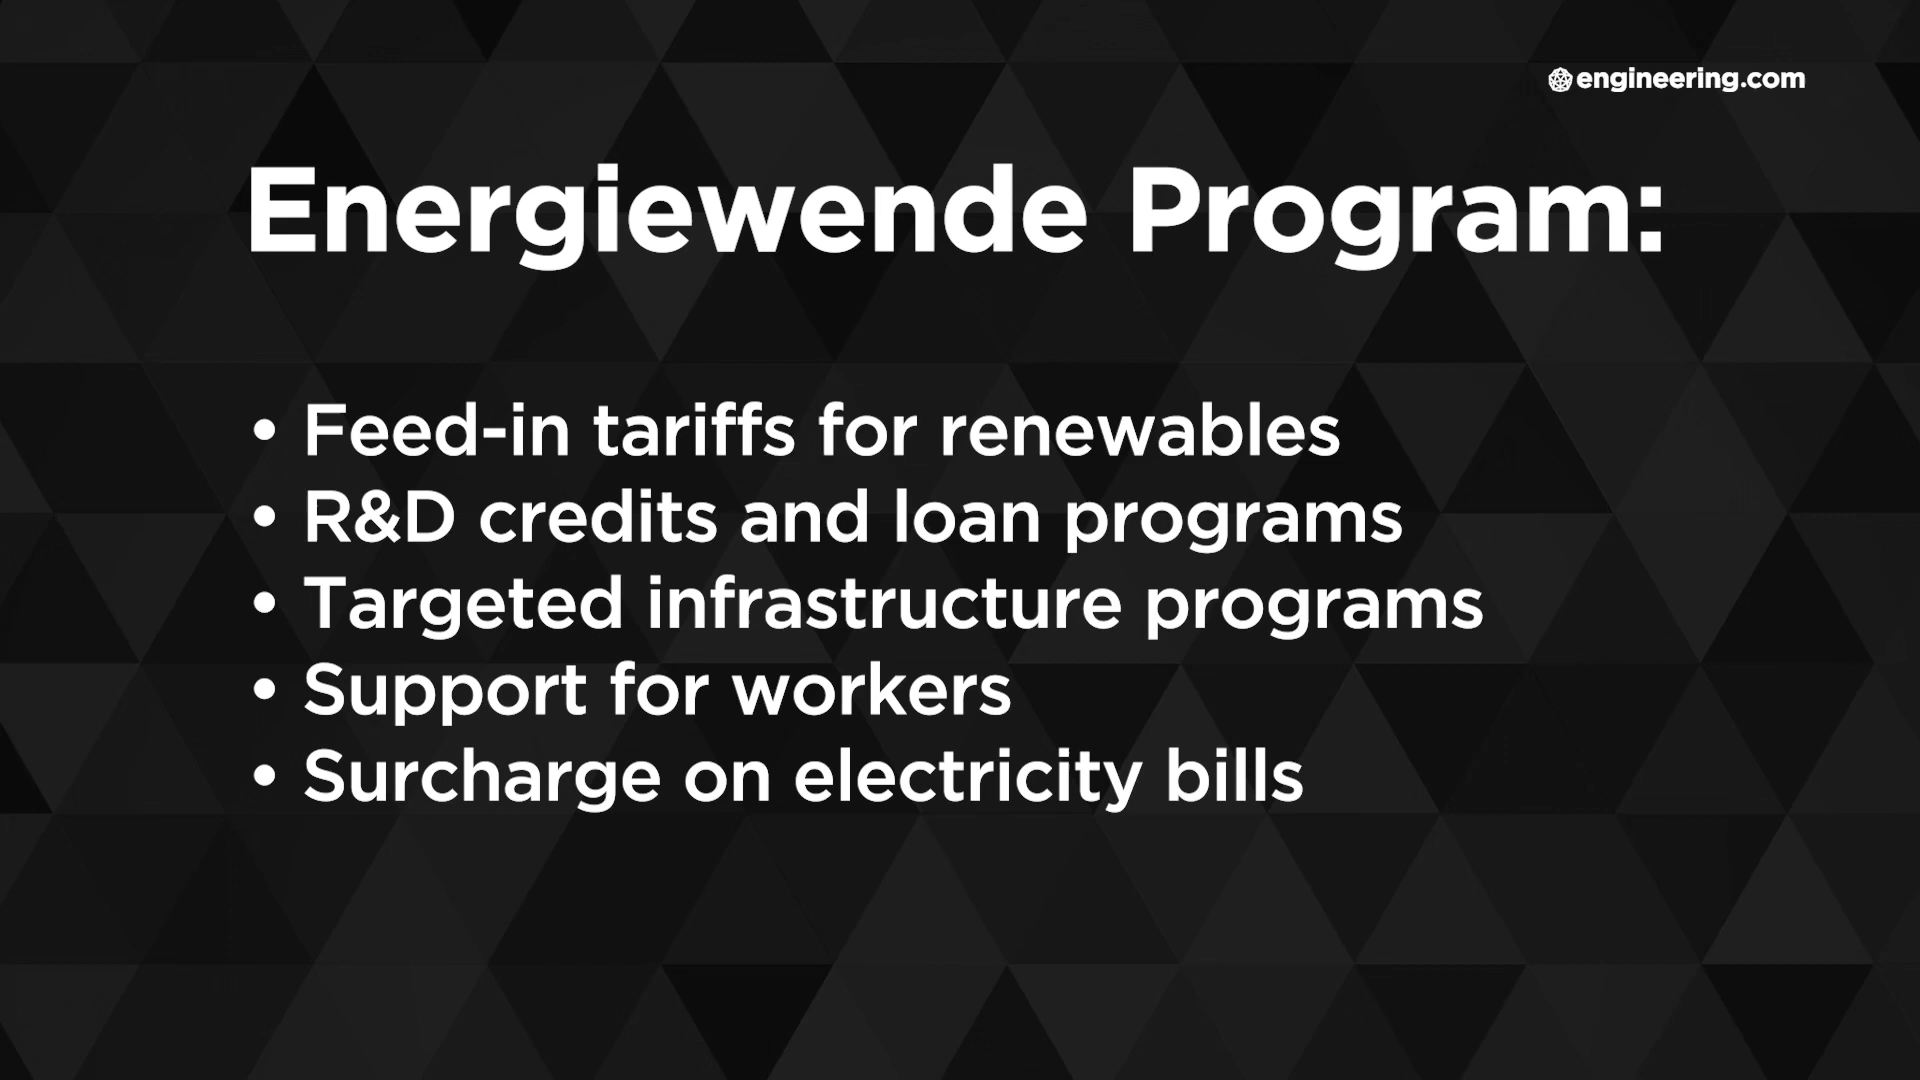 engineering.com
Energiewende Program:
• Feed-in tariffs for renewables
• R&D credits and loan programs
• Targeted infrastructure programs
• Support for workers
• Surcharge on electricity bills